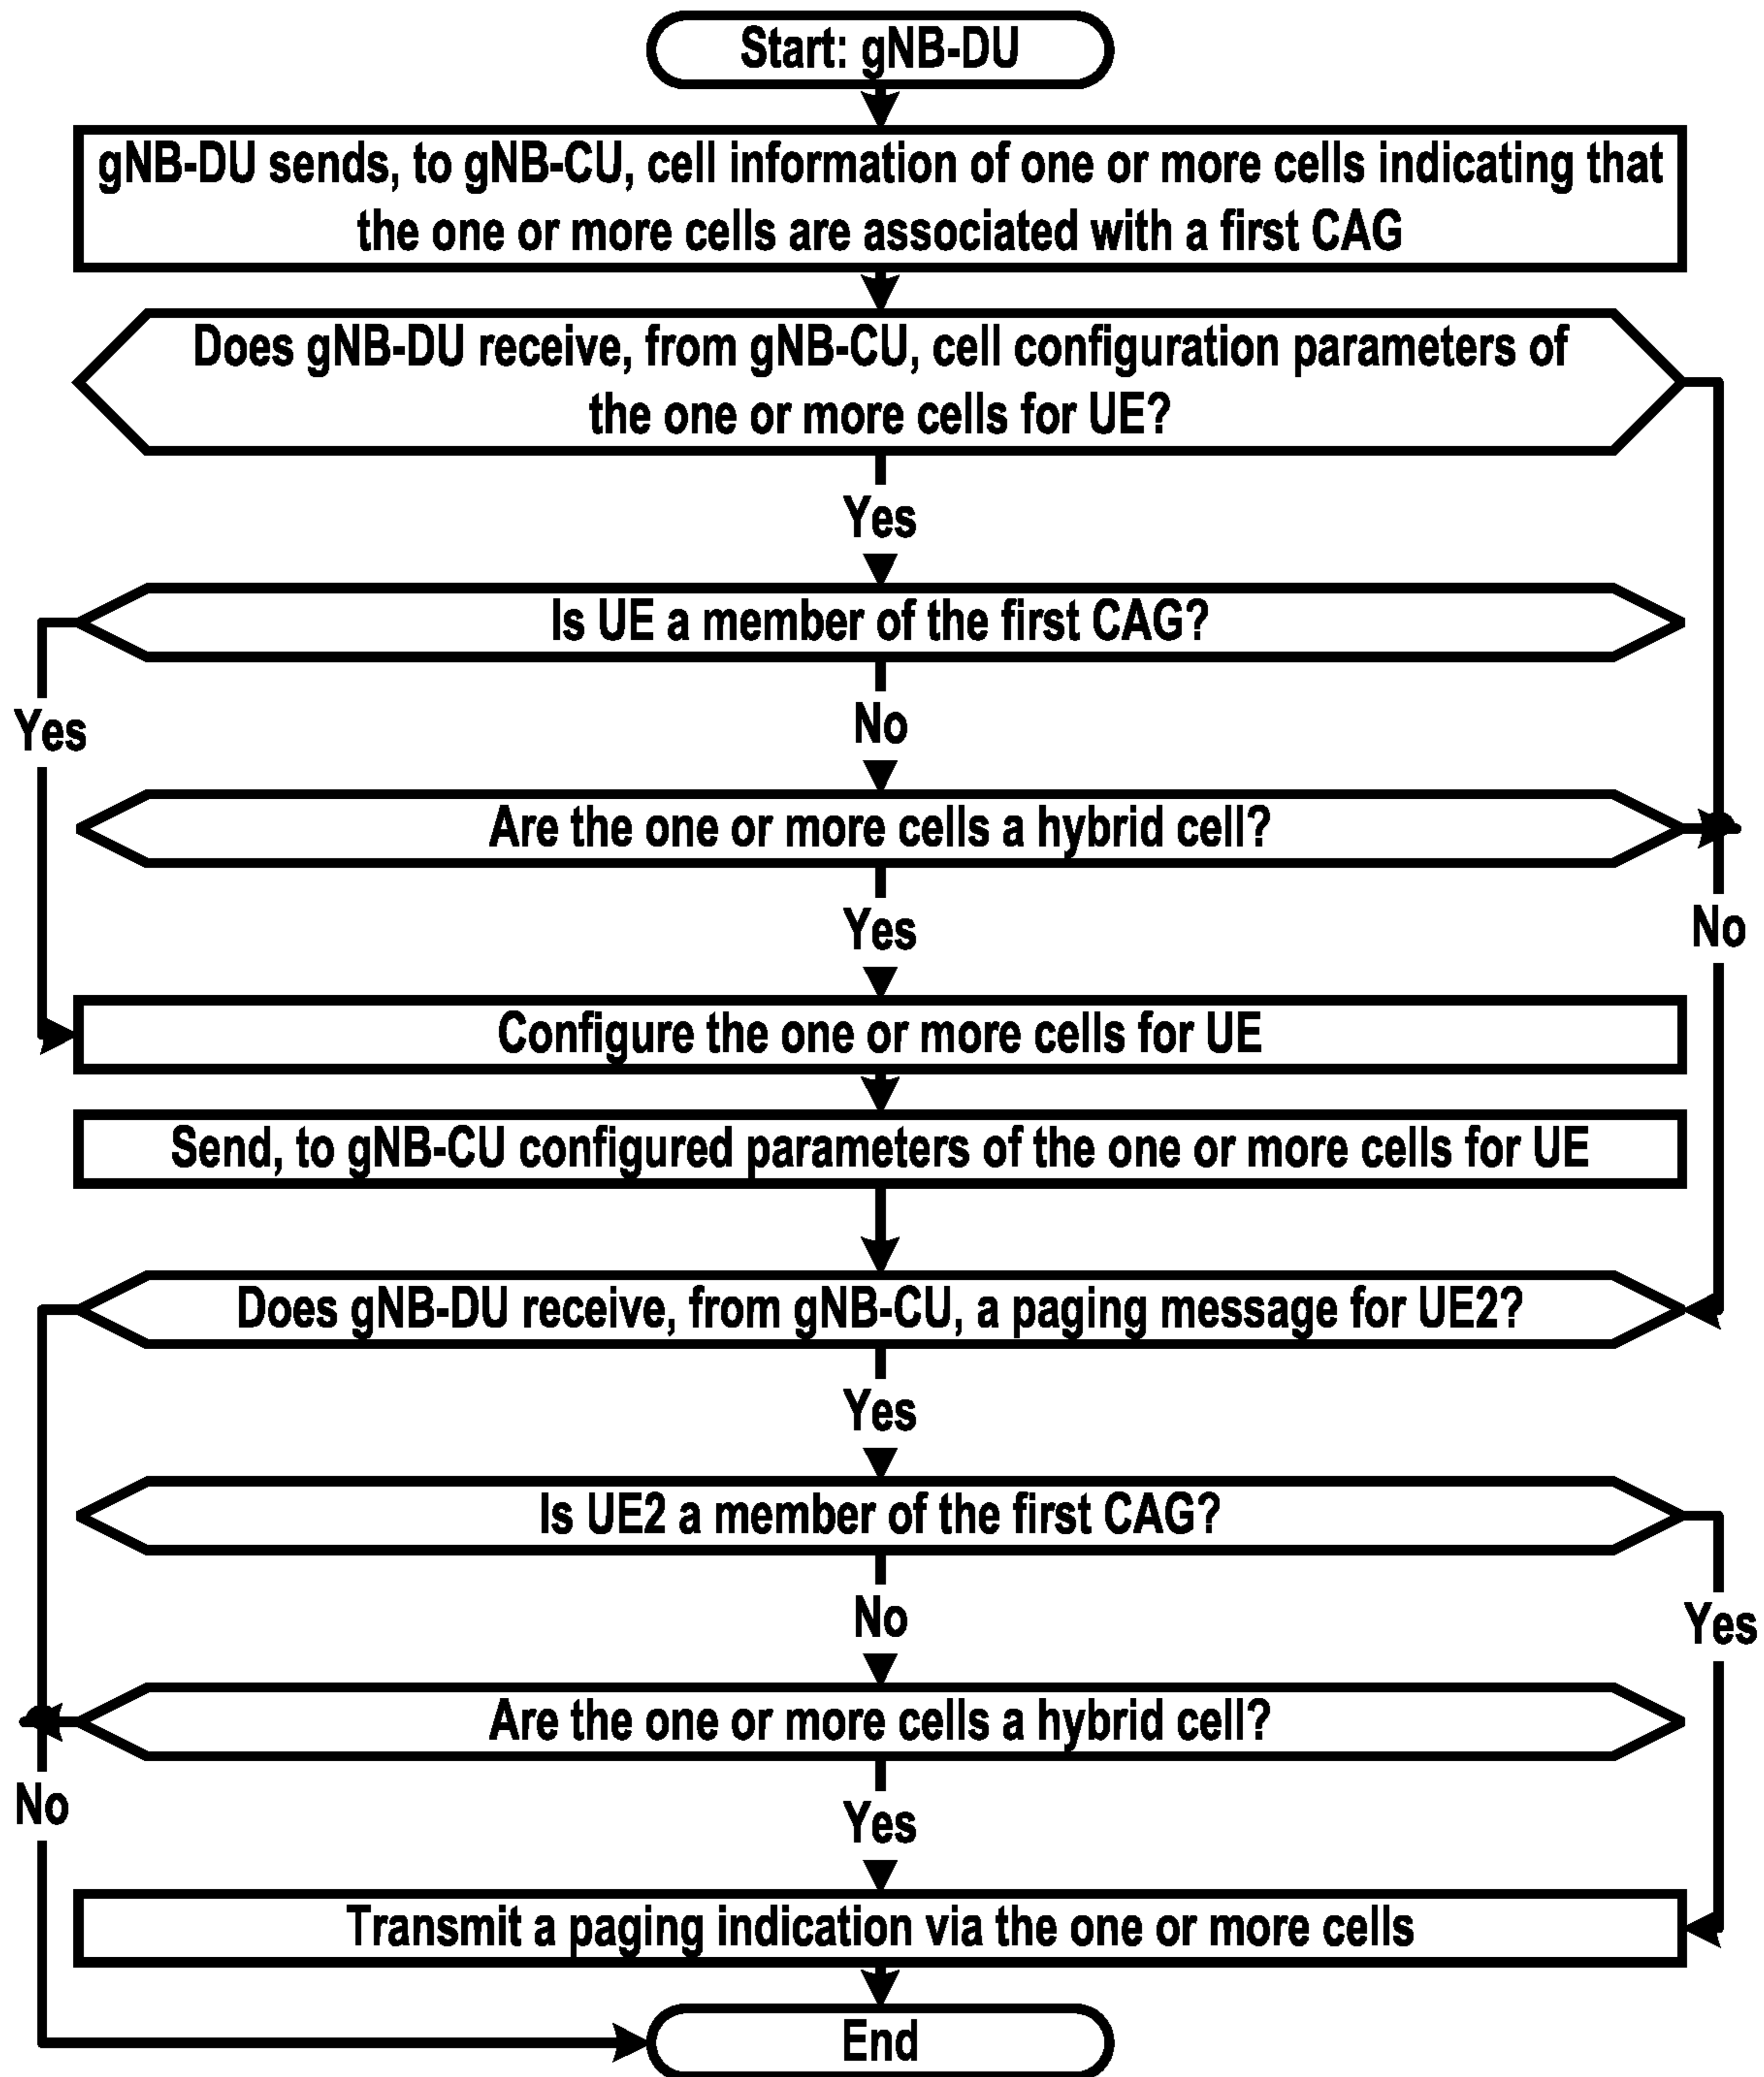 Start: gNB-DU
gNB-DU sends, to gNB-CU, cell information of one or more cells indicating that
the one or more cells are associated with a first CAG
Does gNB-DU receive, from gNB-CU, cell configuration parameters of
the one or more cells for UE?
Yes
Is UE a member of the first CAG?
Yes
No
Are the one or more cells a hybrid cell?
Yes
No
Configure the one or more cells for UE
Send, to gNB-CU configured parameters of the one or more cells for UE
Does gNB-DU receive, from gNB-CU, a paging message for UE2?
Yes
Is UE2 a member of the first CAG?
No
Yes
Are the one or more cells a hybrid cell?
No
Yes
Transmit a paging indication via the one or more cells
End